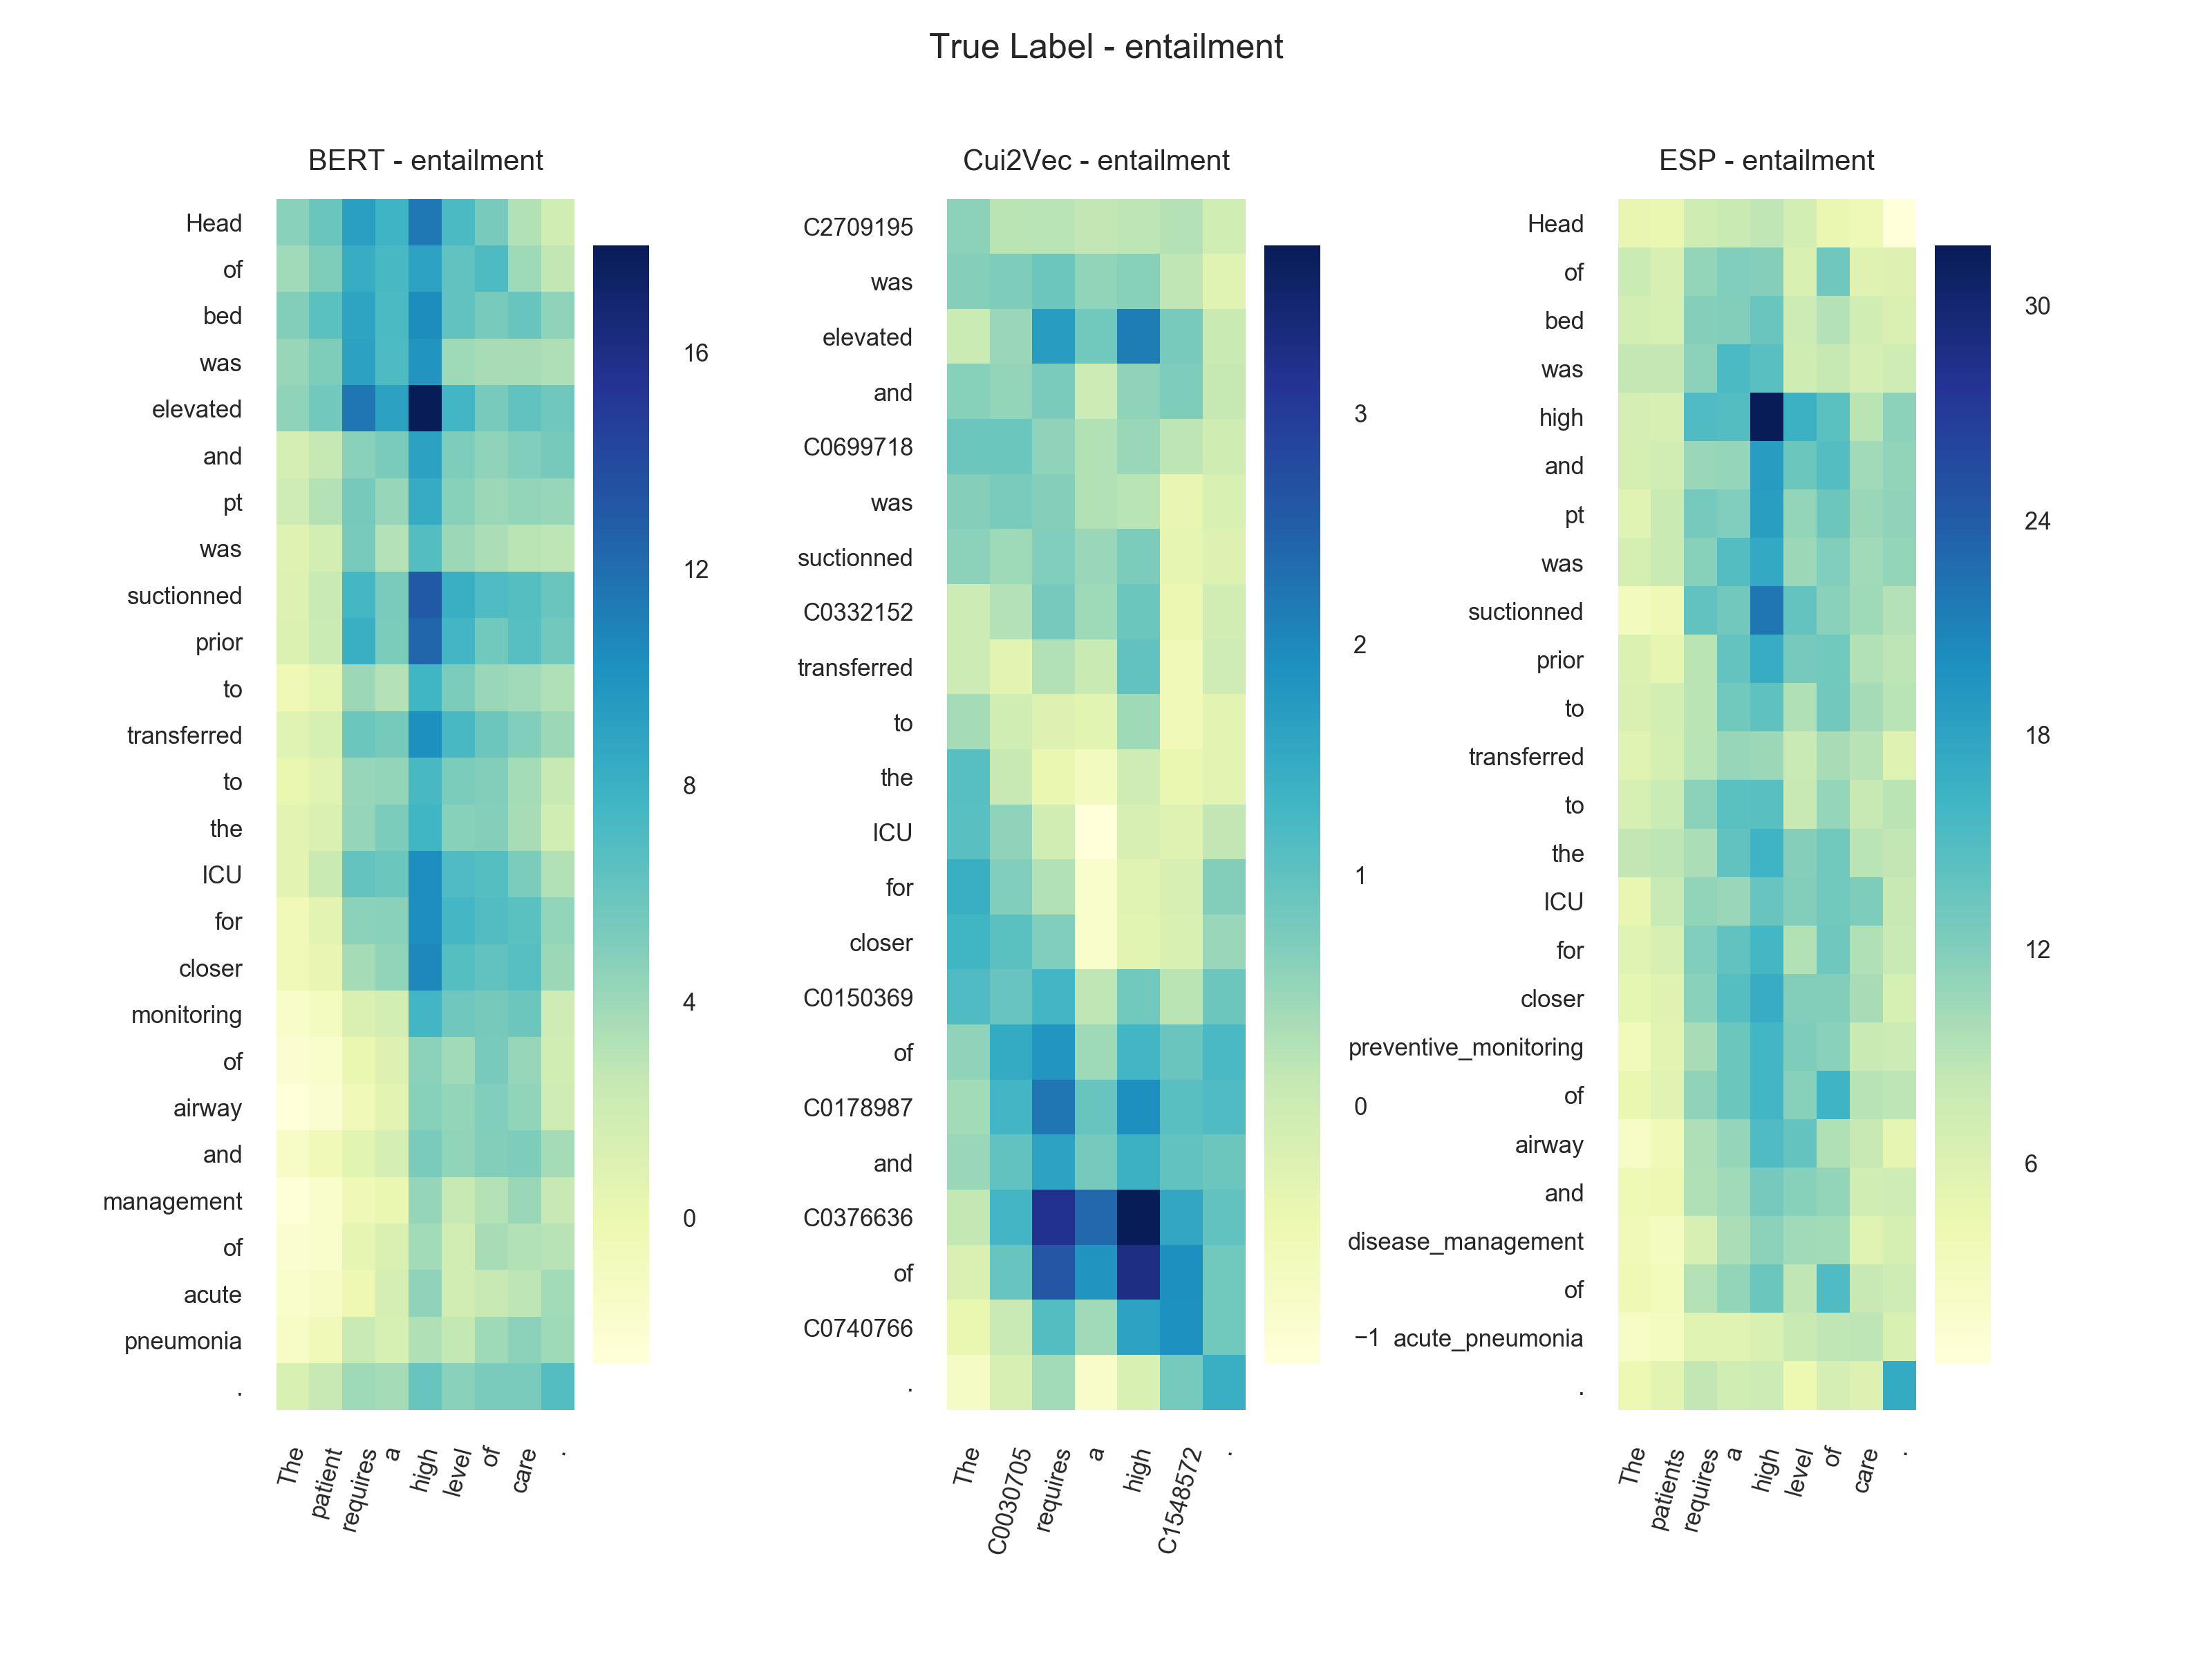 True Label - entailment
BERT - entailment
Head
of
bed
was
elevated
and
pt
was
suctionned
prior
to
transferred
to
the
ICU
for
closer
monitoring
of
airway
and
management
of
acute
pneumonia
.
The
patient
requires
a
high
level
of
care
.
16
12
8
4
0
Cui2Vec - entailment
C2709195
was
elevated
and
C0699718
was
suctionned
C0332152
transferred
to
the
ICU
for
closer
C0150369
of
C0178987
and
C0376636
of
C0740766
.
The
C0030705
requires
a
high
C1548572
.
3
2
1
0
−1
ESP - entailment
Head
of
bed
was
high
and
pt
was
suctionned
prior
to
transferred
to
the
ICU
for
closer
preventive_monitoring
of
airway
and
disease_management
of
acute_pneumonia
.
The
patients
requires
a
high
level
of
care
.
30
24
18
12
6